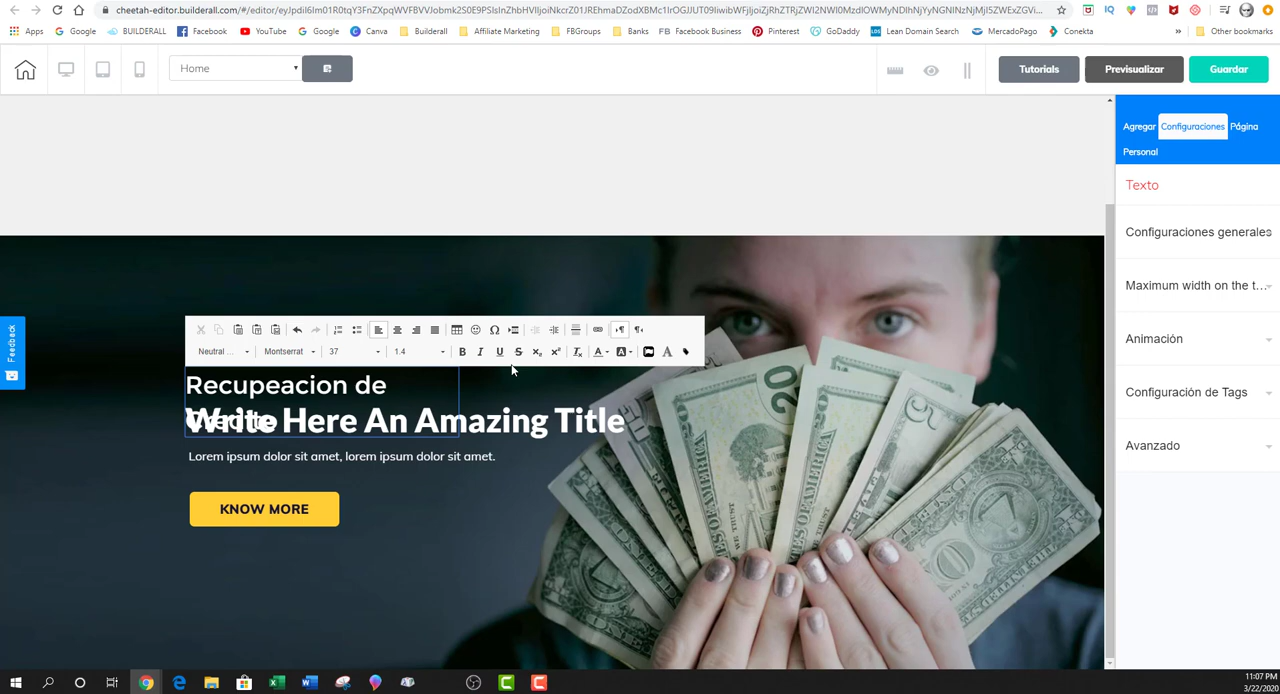 cheetah-editor.builderall.com/#/editor/
Apps Google BUILDERALL Facebook YouTube Google Canva Builderall Affiliate Marketing FBGroups Banks FB Facebook Business Pinterest GoDaddy Lean Domain Search MercadoPago Conekta » Other bookmarks
Home Tutorials Previsualizar Guardar
Agregar Configuraciones Página
Personal
Texto
Configuraciones generales
Maximum width on the t...
Animación
Configuración de Tags
Avanzado
Feedback
Neutral ... Montserrat 37 1.4
Recupeacion de
Write Here An Amazing Title
Lorem ipsum dolor sit amet, lorem ipsum dolor sit amet.
KNOW MORE
11:07 PM
3/22/2020